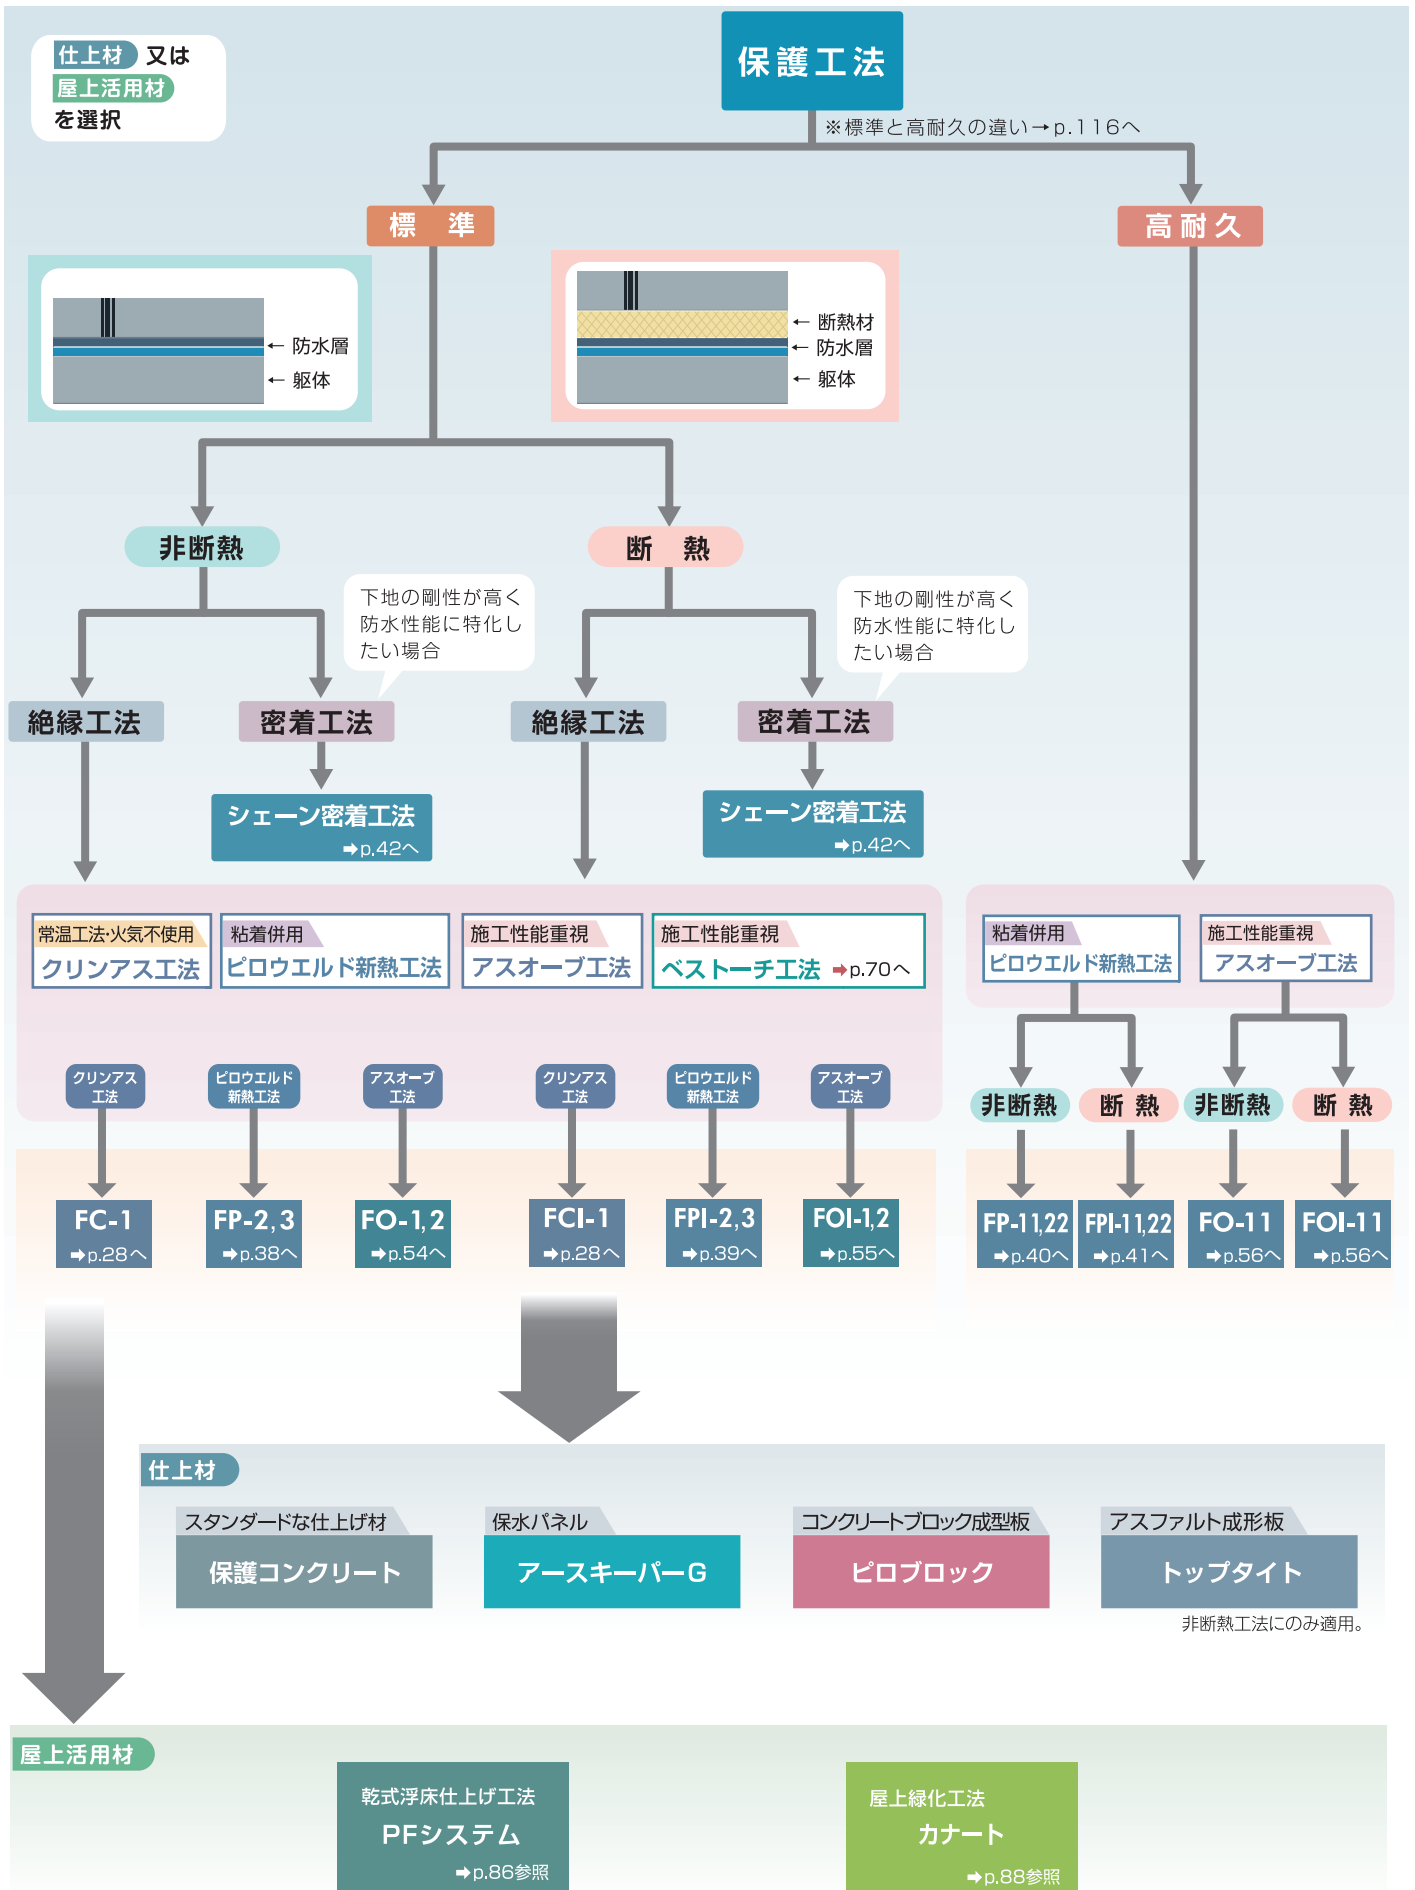 仕上材 又は
屋上活用材
を選択
保護工法
※標準と高耐久の違い→p.116へ
標 準
高耐久
←防水層
←躯体
←断熱材
←防水層
←躯体
非断熱
断 熱
下地の剛性が高く
防水性能に特化し
たい場合
下地の剛性が高く
防水性能に特化し
たい場合
絶縁工法
密着工法
絶縁工法
密着工法
シェーン密着工法
➡p.42へ
シェーン密着工法
➡p.42へ
常温工法・火気不使用
クリンアス工法
粘着併用
ピロウエルド新熱工法
施工性能重視
アスオーブ工法
施工性能重視
ベストーチ工法 ➡p.70へ
粘着併用
ピロウエルド新熱工法
施工性能重視
アスオーブ工法
クリンアス
工法
ピロウエルド
新熱工法
アスオーブ
工法
クリンアス
工法
ピロウエルド
新熱工法
アスオーブ
工法
非断熱
断 熱
非断熱
断 熱
FC-1
➡p.28へ
FP-2,3
➡p.38へ
FO-1,2
➡p.54へ
FCI-1
➡p.28へ
FPI-2,3
➡p.39へ
FOI-1,2
➡p.55へ
FP-11,22
➡p.40へ
FPI-11,22
➡p.41へ
FO-11
➡p.56へ
FOI-11
➡p.56へ
仕上材
スタンダードな仕上げ材
保護コンクリート
保水パネル
アースキーパーG
コンクリートブロック成型板
ピロブロック
アスファルト成形板
トップタイト
非断熱工法にのみ適用。
屋上活用材
乾式浮床仕上げ工法
PFシステム
➡p.86参照
屋上緑化工法
カナート
➡p.88参照